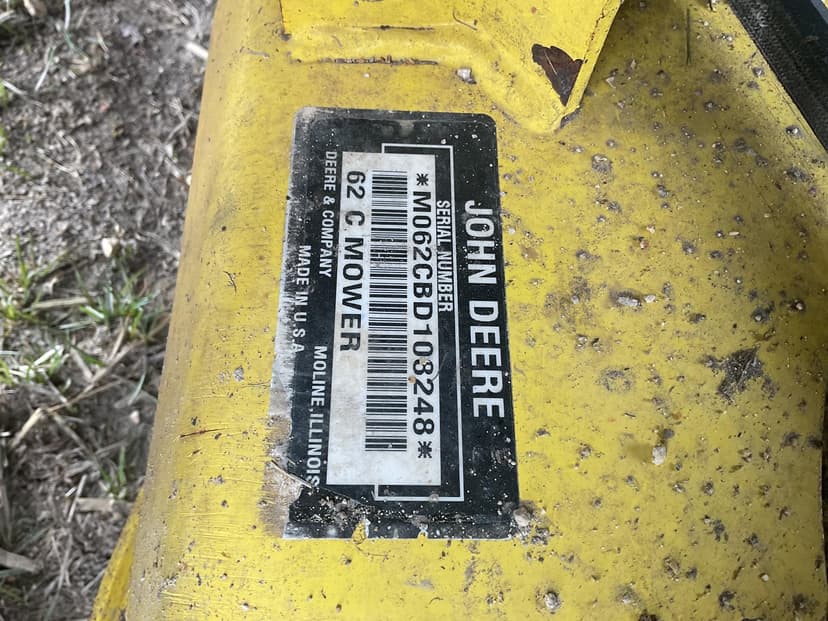 JOHN DEERE
SERIAL NUMBER
*M062CBD103248*
62 C MOWER
DEERE & COMPANY MOLINE, ILLINOIS
MADE IN U.S.A